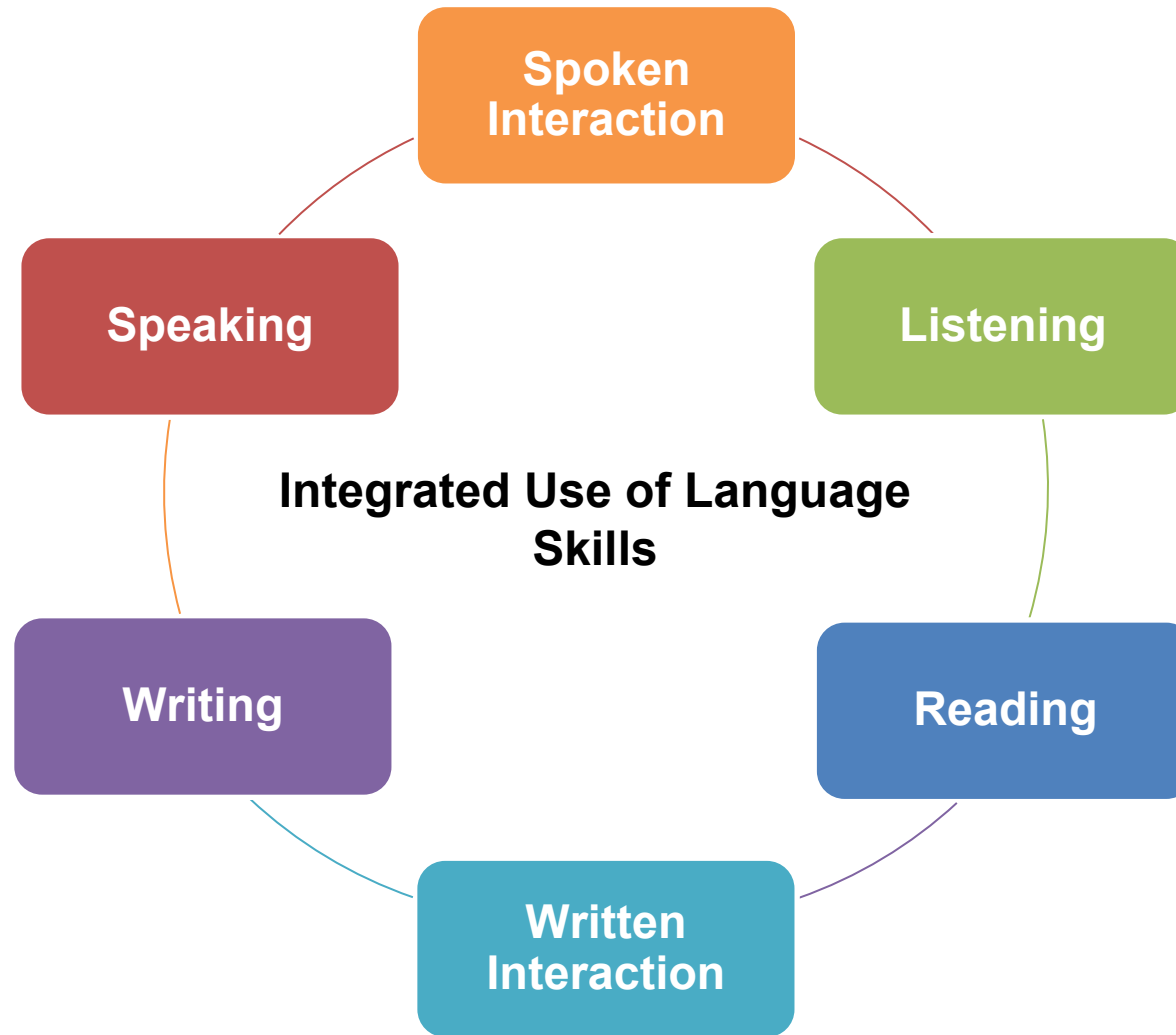 Spoken
Interaction
Speaking
Listening
Integrated Use of Language
Skills
Writing
Reading
Written
Interaction